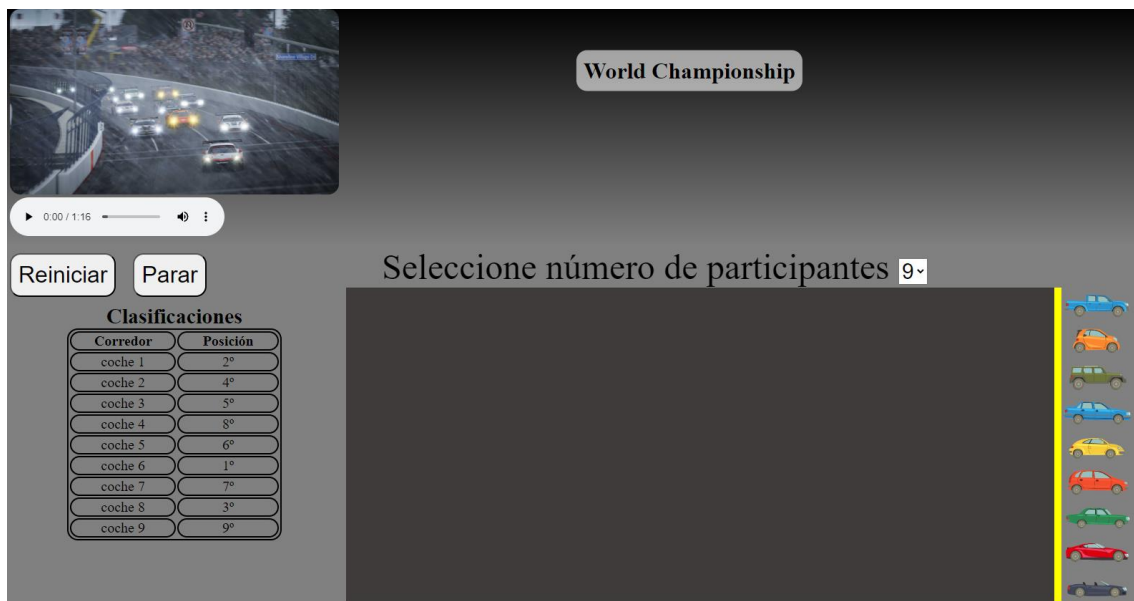 World Championship
0:00 / 1:16
Reiniciar Parar
Seleccione número de participantes 9
Clasificaciones
Corredor Posición
coche 1 2º
coche 2 4º
coche 3 5º
coche 4 8º
coche 5 6º
coche 6 1º
coche 7 7º
coche 8 3º
coche 9 9º